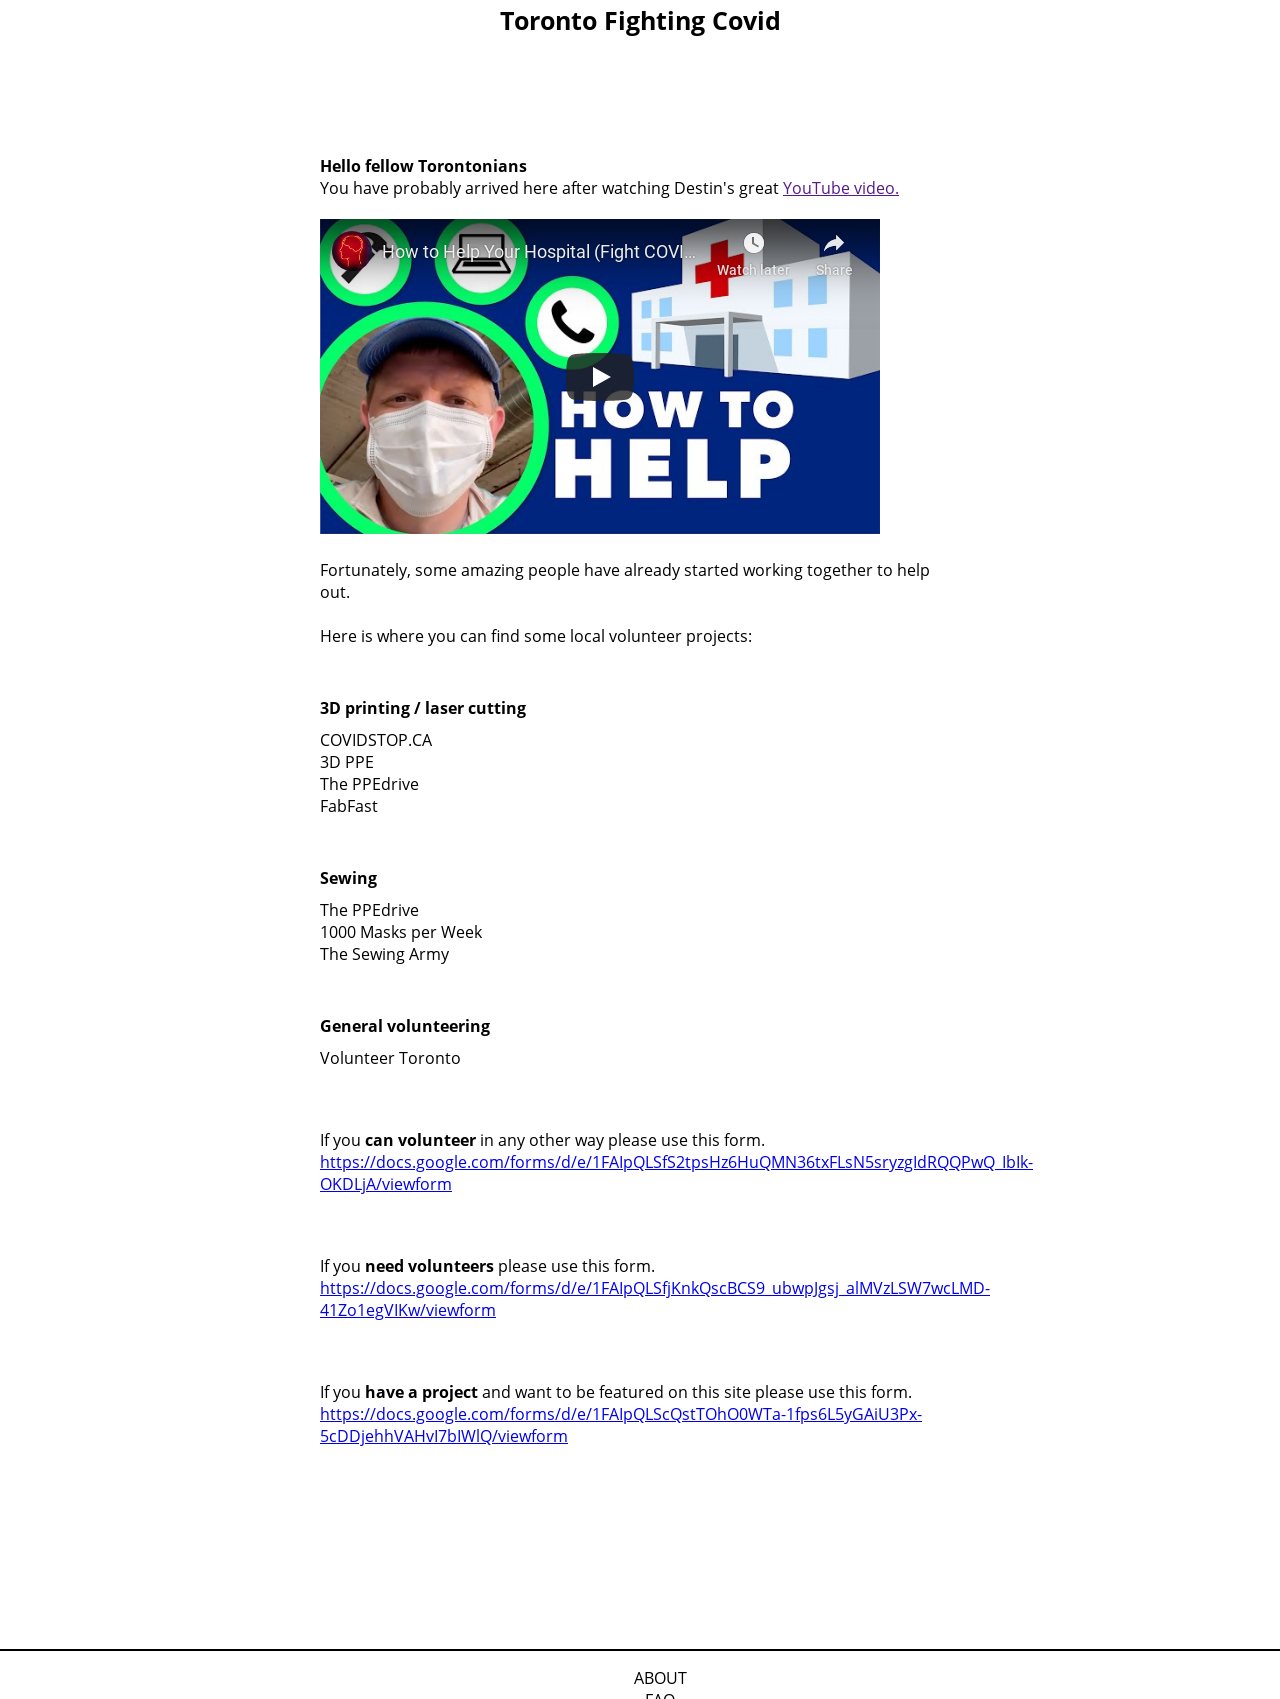 Toronto Fighting Covid
Hello fellow Torontonians
You have probably arrived here after watching Destin's great YouTube video.
How to Help Your Hospital (Fight COVI...
Watch later
Share
HOW TO
HELP
Fortunately, some amazing people have already started working together to help
out.
Here is where you can find some local volunteer projects:
3D printing / laser cutting
COVIDSTOP.CA
3D PPE
The PPEdrive
FabFast
Sewing
The PPEdrive
1000 Masks per Week
The Sewing Army
General volunteering
Volunteer Toronto
If you can volunteer in any other way please use this form.
https://docs.google.com/forms/d/e/1FAIpQLSfS2tpsHz6HuQMN36txFLsN5sryzgIdRQQPwQ_IbIk-
OKDLjA/viewform
If you need volunteers please use this form.
https://docs.google.com/forms/d/e/1FAIpQLSfjKnkQscBCS9_ubwpJgsj_alMVzLSW7wcLMD-
41Zo1egVIKw/viewform
If you have a project and want to be featured on this site please use this form.
https://docs.google.com/forms/d/e/1FAIpQLScQstTOhO0WTa-1fps6L5yGAiU3Px-
5cDDjehhVAHvI7bIWlQ/viewform
ABOUT
FAQ